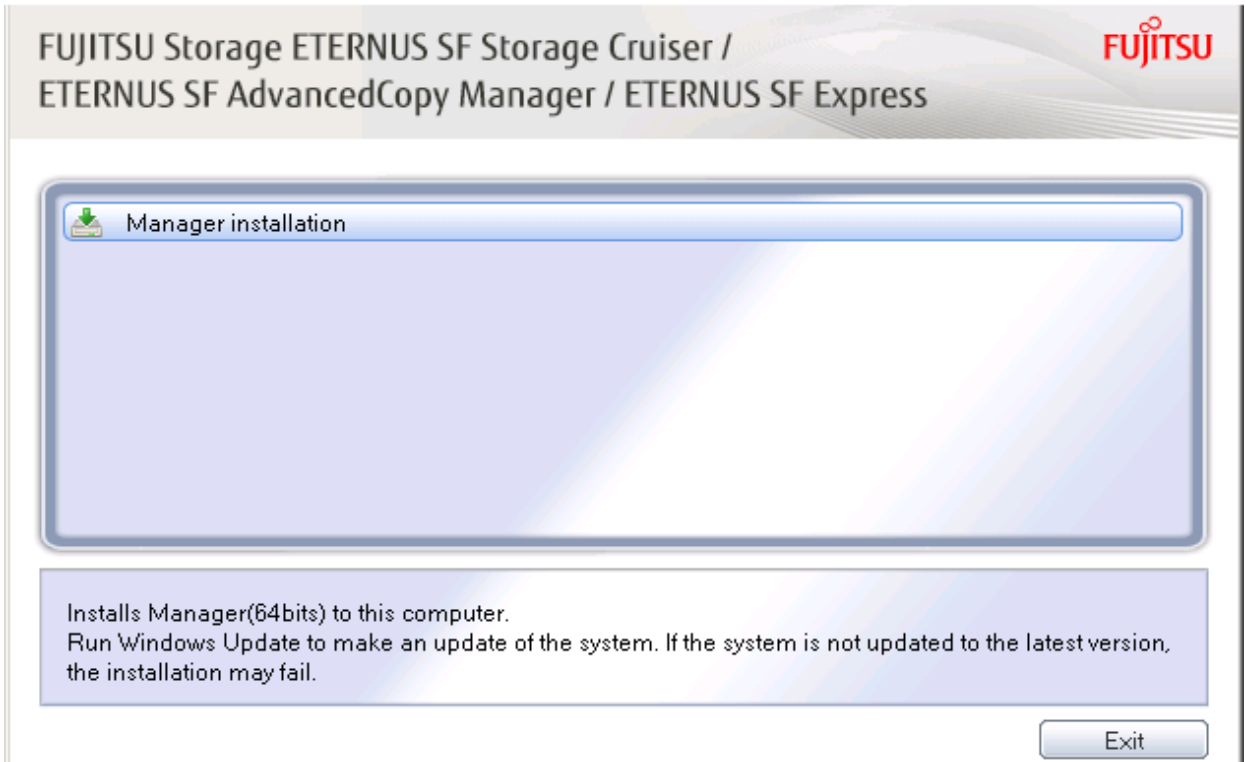 FUJITSU Storage ETERNUS SF Storage Cruiser /
ETERNUS SF AdvancedCopy Manager / ETERNUS SF Express
FUJITSU
Manager installation
Installs Manager(64bits) to this computer.
Run Windows Update to make an update of the system. If the system is not updated to the latest version,
the installation may fail.
Exit